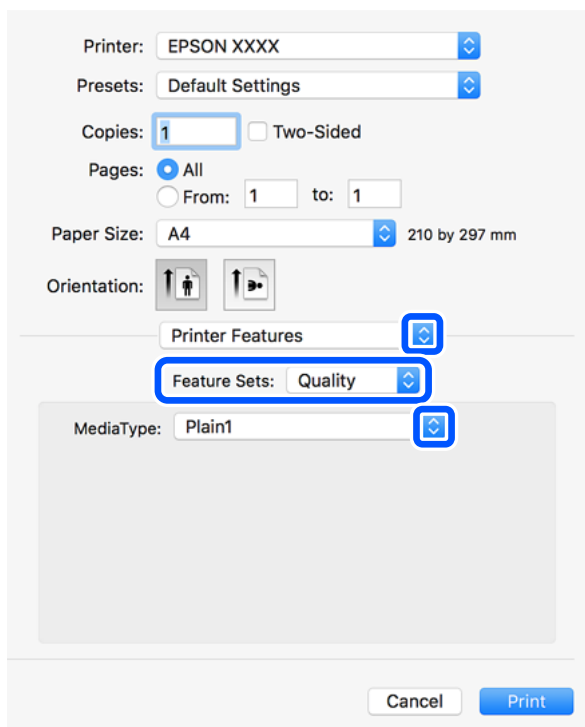 Printer: EPSON XXXX
Presets: Default Settings
Copies: 1 Two-Sided
Pages: All
From: 1 to: 1
Paper Size: A4 210 by 297 mm
Orientation:
Printer Features
Feature Sets: Quality
MediaType: Plain1
Cancel Print